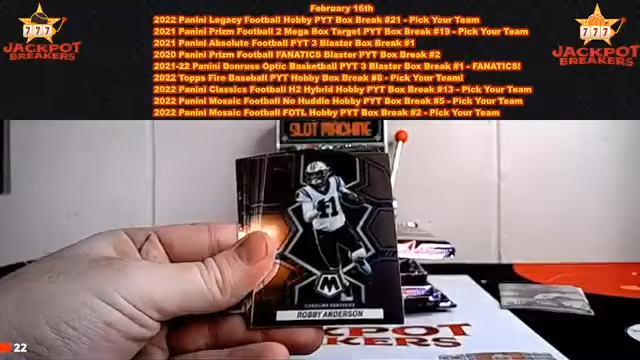 February 16th
2022 Panini Legacy Football Hobby PYT Box Break #21 - Pick Your Team
2021 Panini Prizm Football 2 Mega Box Target PYT Box Break #19 - Pick Your Team
2021 Panini Absolute Football PYT 3 Blaster Box Break #1
2020 Panini Prizm Football FANATICS Blaster PYT Box Break #2
2021-22 Panini Donruss Optic Basketball PYT 3 Blaster Box Break #1 - FANATICS!
2022 Topps Fire Baseball PYT Hobby Box Break #6 - Pick Your Team!
2022 Panini Classics Football H2 Hybrid Hobby PYT Box Break #13 - Pick Your Team
2022 Panini Mosaic Football No Huddle Hobby PYT Box Break #5 - Pick Your Team
2022 Panini Mosaic Football FOTL Hobby PYT Box Break #2 - Pick Your Team
777
JACKPOT
BREAKERS
777
JACKPOT
BREAKERS
SLOT MACHINE
11
M
CAROLINA PANTHERS
ROBBY ANDERSON
JACKPOT
22